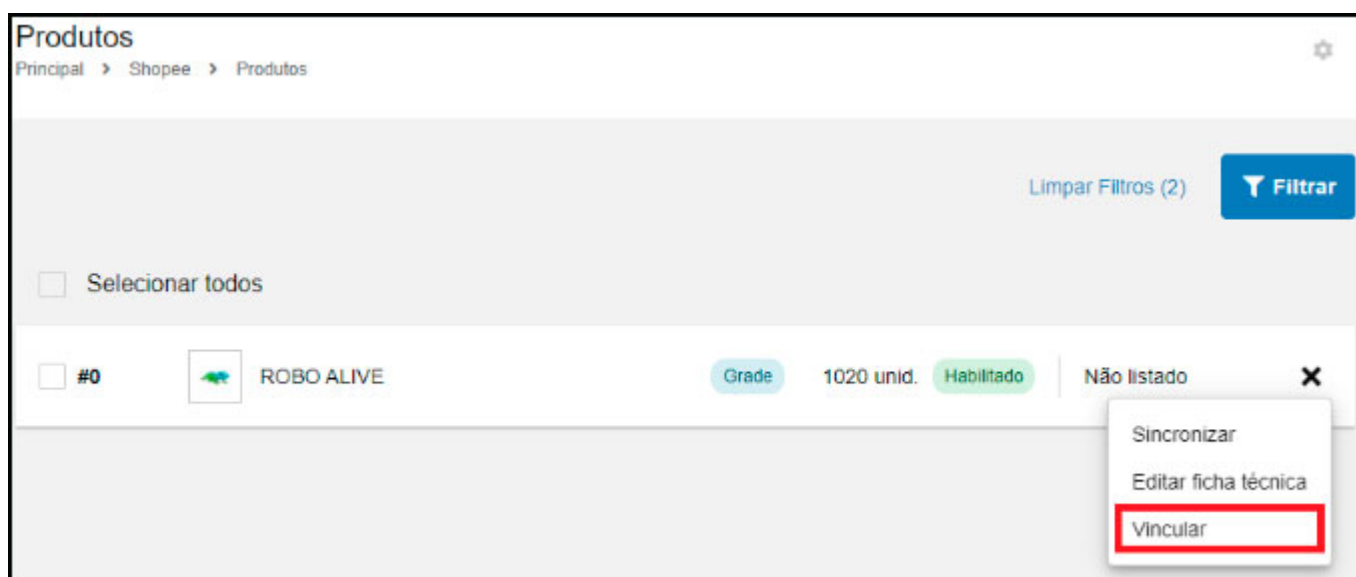 Produtos
Principal > Shopee > Produtos
Limpar Filtros (2) Filtrar
Selecionar todos
#0 ROBO ALIVE Grade 1020 unid. Habilitado Não listado
Sincronizar
Editar ficha técnica
Vincular